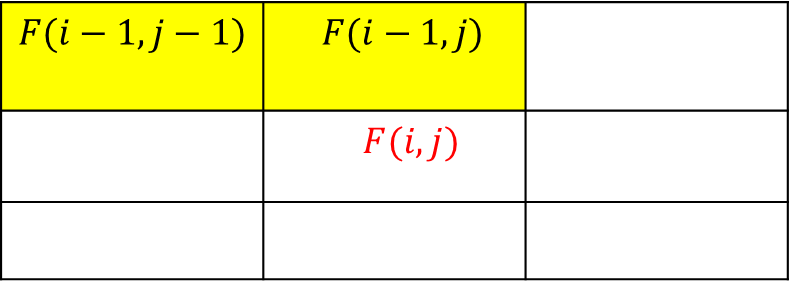 F(i − 1, j − 1) F(i − 1, j)
F(i, j)